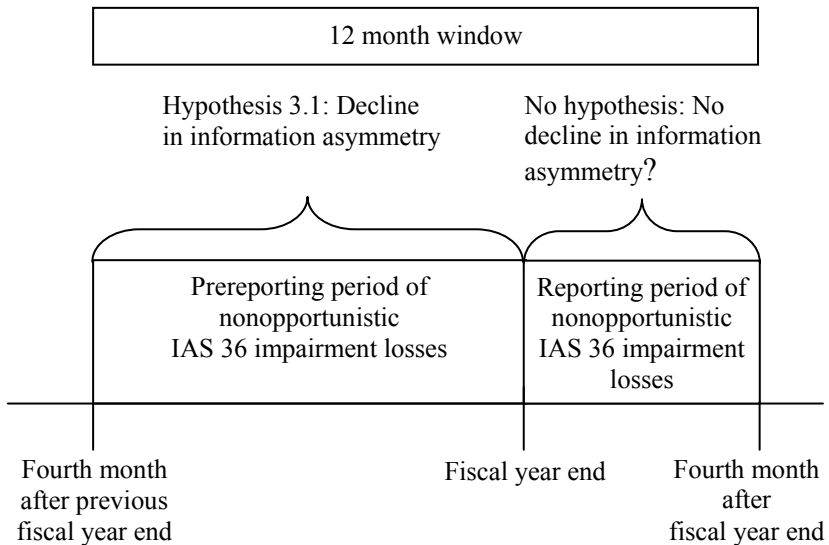 12 month window
Hypothesis 3.1: Decline
in information asymmetry
No hypothesis: No
decline in information
asymmetry?
Prereporting period of
nonopportunistic
IAS 36 impairment losses
Reporting period of
nonopportunistic
IAS 36 impairment
losses
Fourth month
after previous
fiscal year end
Fiscal year end
Fourth month
after
fiscal year end